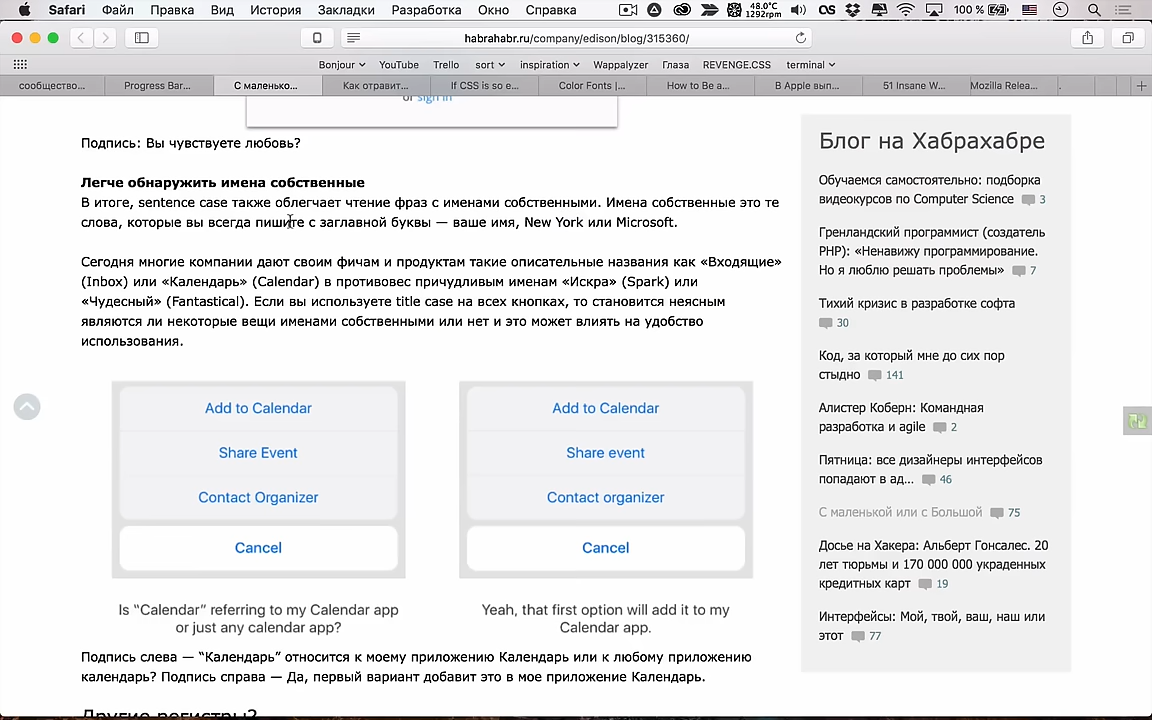 Safari Файл Правка Вид История Закладки Разработка Окно Справка 48.0°C 1292rpm 100 %
habrahabr.ru/company/edison/blog/315360/
Bonjour YouTube Trello sort inspiration Wappalyzer Глаза REVENGE.CSS terminal
сообщество... Progress Bar... С маленько... Как отравит... If CSS is so e... Color Fonts |... How to Be a... В Apple вып... 51 Insane W... Mozilla Relea...
or sign in
Подпись: Вы чувствуете любовь?
Легче обнаружить имена собственные
В итоге, sentence case также облегчает чтение фраз с именами собственными. Имена собственные это те
слова, которые вы всегда пишите с заглавной буквы — ваше имя, New York или Microsoft.
Сегодня многие компании дают своим фичам и продуктам такие описательные названия как «Входящие»
(Inbox) или «Календарь» (Calendar) в противовес причудливым именам «Искра» (Spark) или
«Чудесный» (Fantastical). Если вы используете title case на всех кнопках, то становится неясным
являются ли некоторые вещи именами собственными или нет и это может влиять на удобство
использования.
Add to Calendar
Share Event
Contact Organizer
Cancel
Is “Calendar” referring to my Calendar app
or just any calendar app?
Add to Calendar
Share event
Contact organizer
Cancel
Yeah, that first option will add it to my
Calendar app.
Подпись слева — “Календарь” относится к моему приложению Календарь или к любому приложению
календарь? Подпись справа — Да, первый вариант добавит это в мое приложение Календарь.
Другие регистры?
Блог на Хабрахабре
Обучаемся самостоятельно: подборка
видеокурсов по Computer Science 3
Гренландский программист (создатель
PHP): «Ненавижу программирование.
Но я люблю решать проблемы» 7
Тихий кризис в разработке софта
30
Код, за который мне до сих пор
стыдно 141
Алистер Коберн: Командная
разработка и agile 2
Пятница: все дизайнеры интерфейсов
попадают в ад... 46
С маленькой или с Большой 75
Досье на Хакера: Альберт Гонсалес. 20
лет тюрьмы и 170 000 000 украденных
кредитных карт 19
Интерфейсы: Мой, твой, ваш, наш или
этот 77